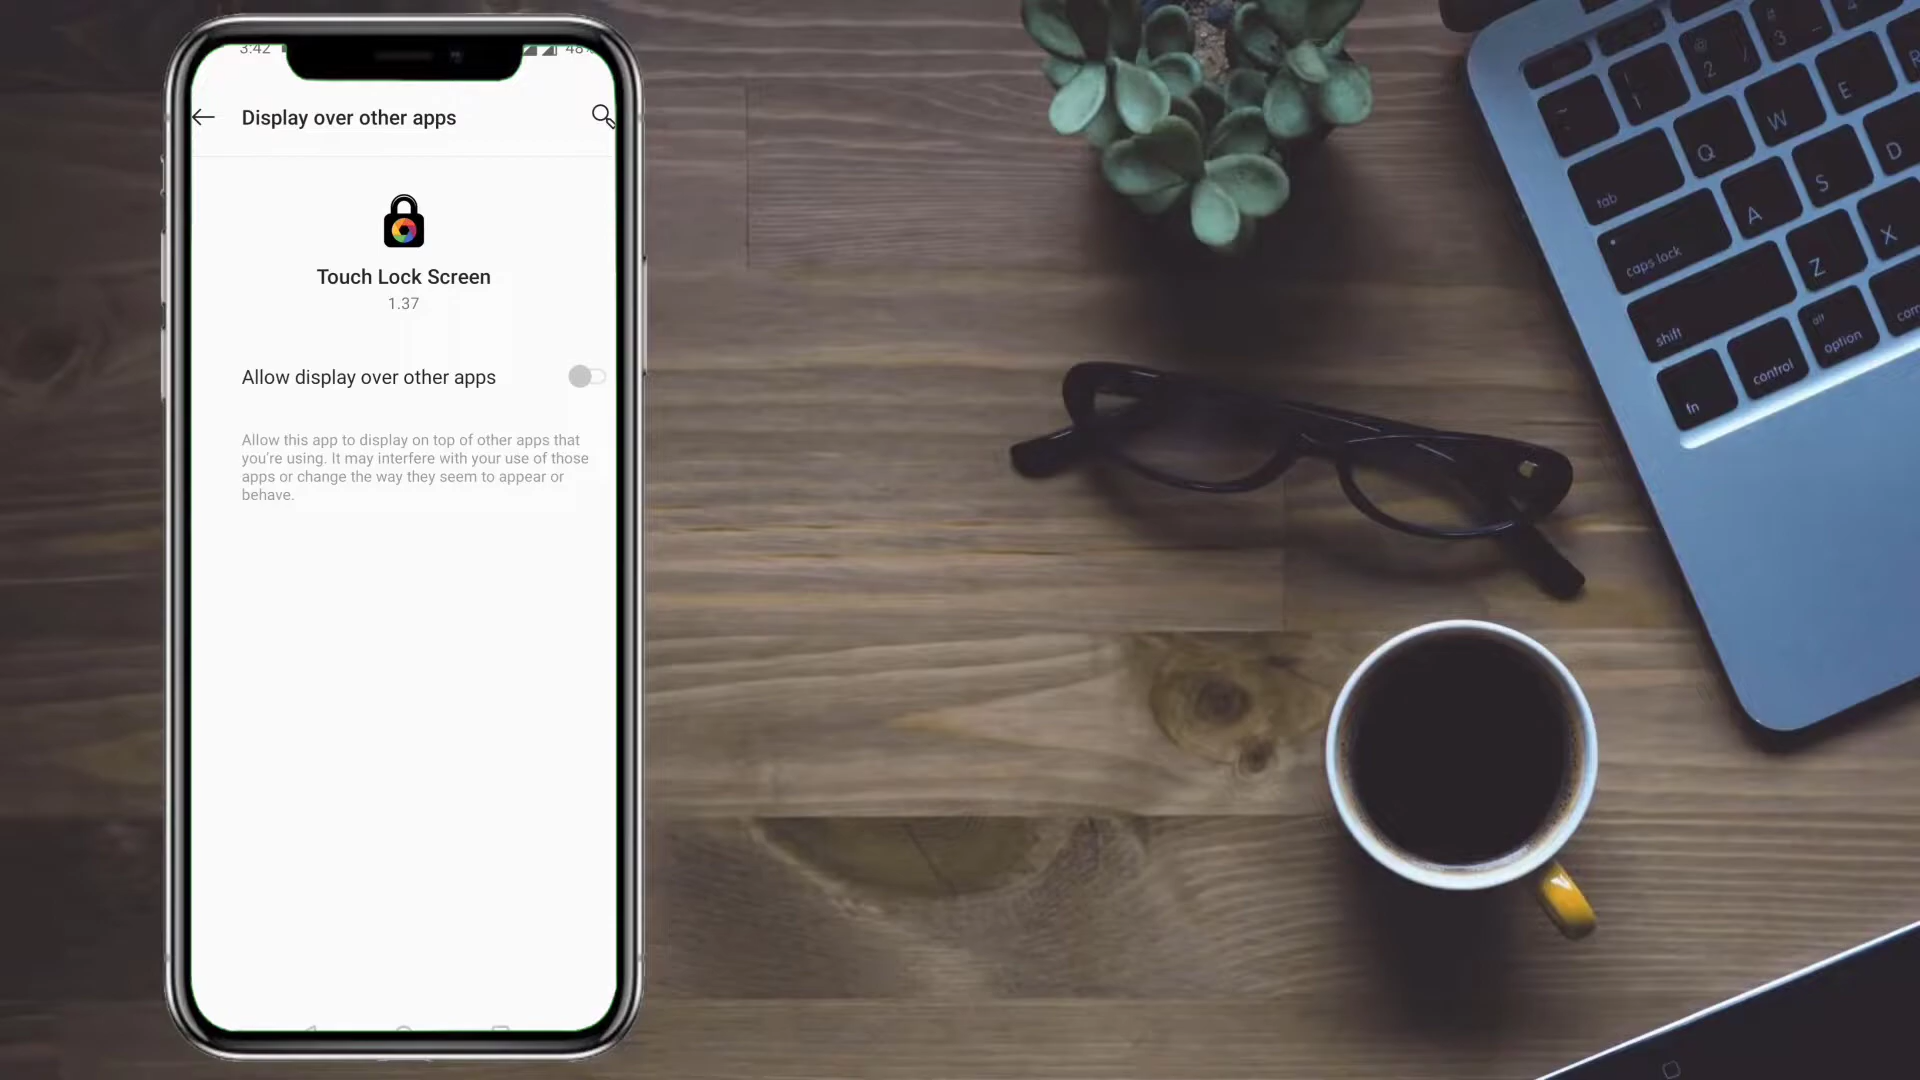 3:42
48%
Display over other apps
Touch Lock Screen
1.37
Allow display over other apps
Allow this app to display on top of other apps that
you're using. It may interfere with your use of those
apps or change the way they seem to appear or
behave.
2
3
Q
W
E
R
tab
A
S
D
caps lock
Z
X
shift
fn
control
alt
option